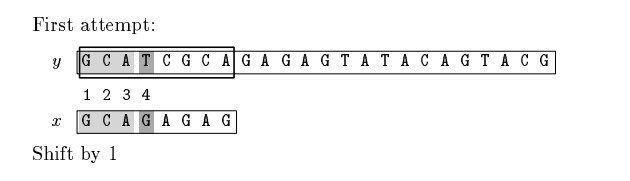 First attempt:
y G C A T C G C A G A G A G T A T A C A G T A C G
1 2 3 4
x G C A G A G A G
Shift by 1